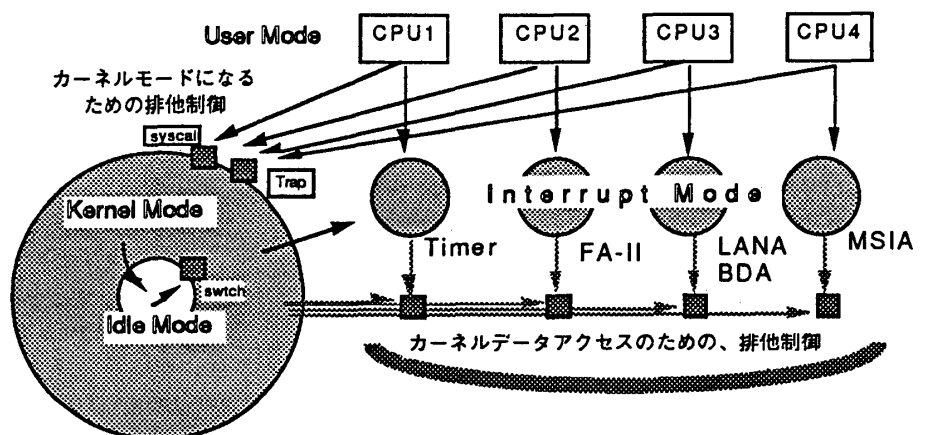 User Mode
CPU1
CPU2
CPU3
CPU4
カーネルモードになる
ための排他制御
syscal
Trap
Kernel Mode
Interrupt Mode
Timer
FA-II
LANA
BDA
MSIA
swtch
Idle Mode
カーネルデータアクセスのための、排他制御